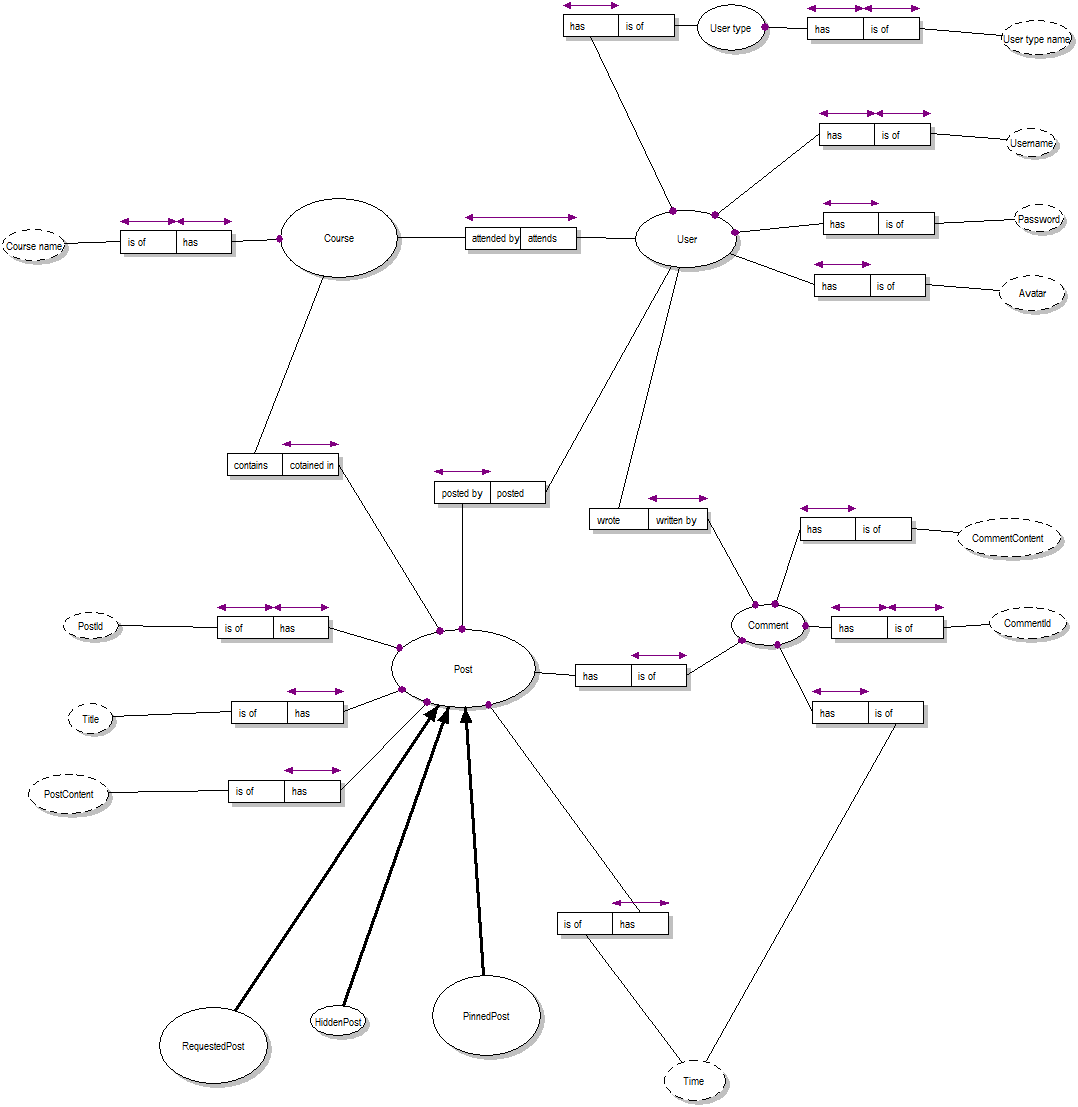 has
is of
User type
has
is of
User type name
has
is of
Username
Course name
is of
has
Course
attended by
attends
User
has
is of
Password
has
is of
Avatar
contains
cotained in
posted by
posted
wrote
written by
has
is of
CommentContent
PostId
is of
has
Comment
has
is of
CommentId
Post
has
is of
Title
is of
has
has
is of
PostContent
is of
has
is of
has
RequestedPost
HiddenPost
PinnedPost
Time